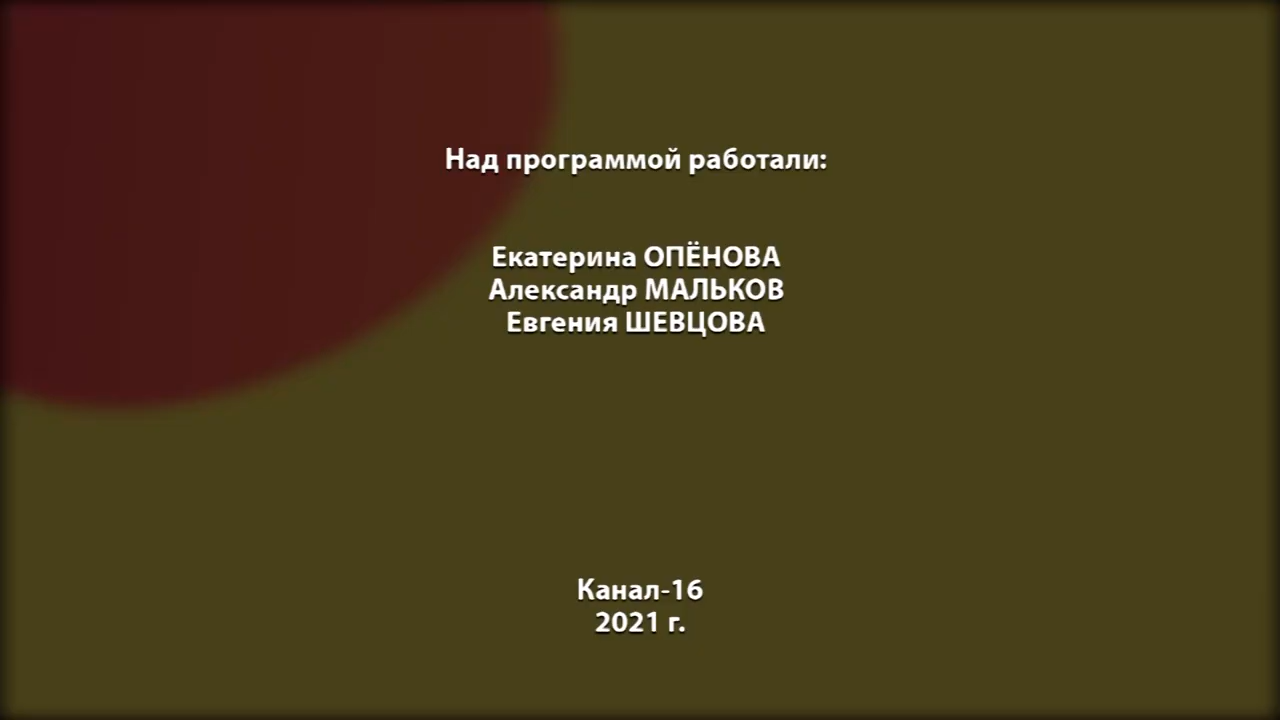 Над программой работали:
Екатерина ОПЁНОВА
Александр МАЛЬКОВ
Евгения ШЕВЦОВА
Канал-16
2021 г.